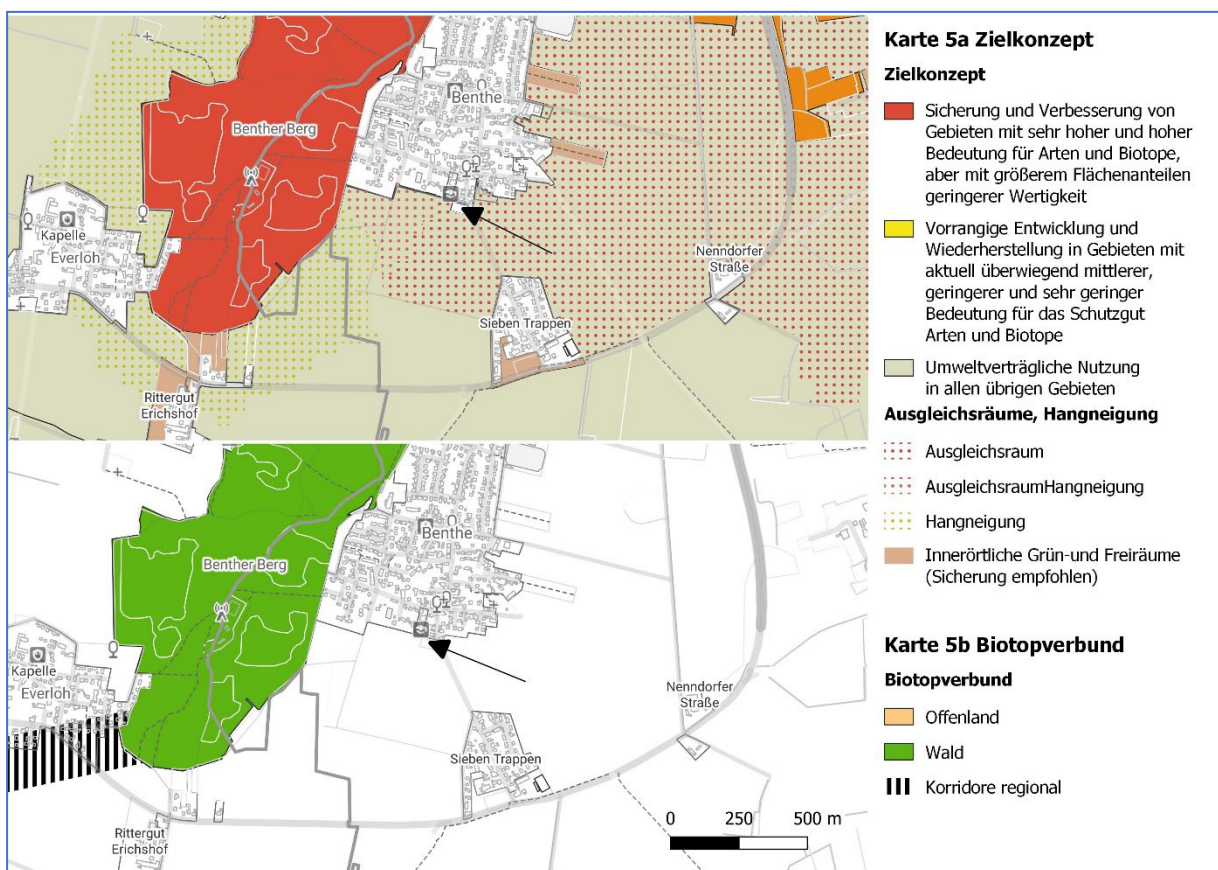 Benthe
Benther Berg
Kapelle
Everloh
Nenndorfer
Straße
Sieben Trappen
Rittergut
Erichshof
Benthe
Benther Berg
Kapelle
Everloh
Nenndorfer
Straße
Sieben Trappen
Rittergut
Erichshof
0 250 500 m
Karte 5a Zielkonzept
Zielkonzept
Sicherung und Verbesserung von
Gebieten mit sehr hoher und hoher
Bedeutung für Arten und Biotope,
aber mit größerem Flächenanteilen
geringerer Wertigkeit
Vorrangige Entwicklung und
Wiederherstellung in Gebieten mit
aktuell überwiegend mittlerer,
geringerer und sehr geringer
Bedeutung für das Schutzgut
Arten und Biotope
Umweltverträgliche Nutzung
in allen übrigen Gebieten
Ausgleichsräume, Hangneigung
Ausgleichsraum
AusgleichsraumHangneigung
Hangneigung
Innerörtliche Grün-und Freiräume
(Sicherung empfohlen)
Karte 5b Biotopverbund
Biotopverbund
Offenland
Wald
Korridore regional